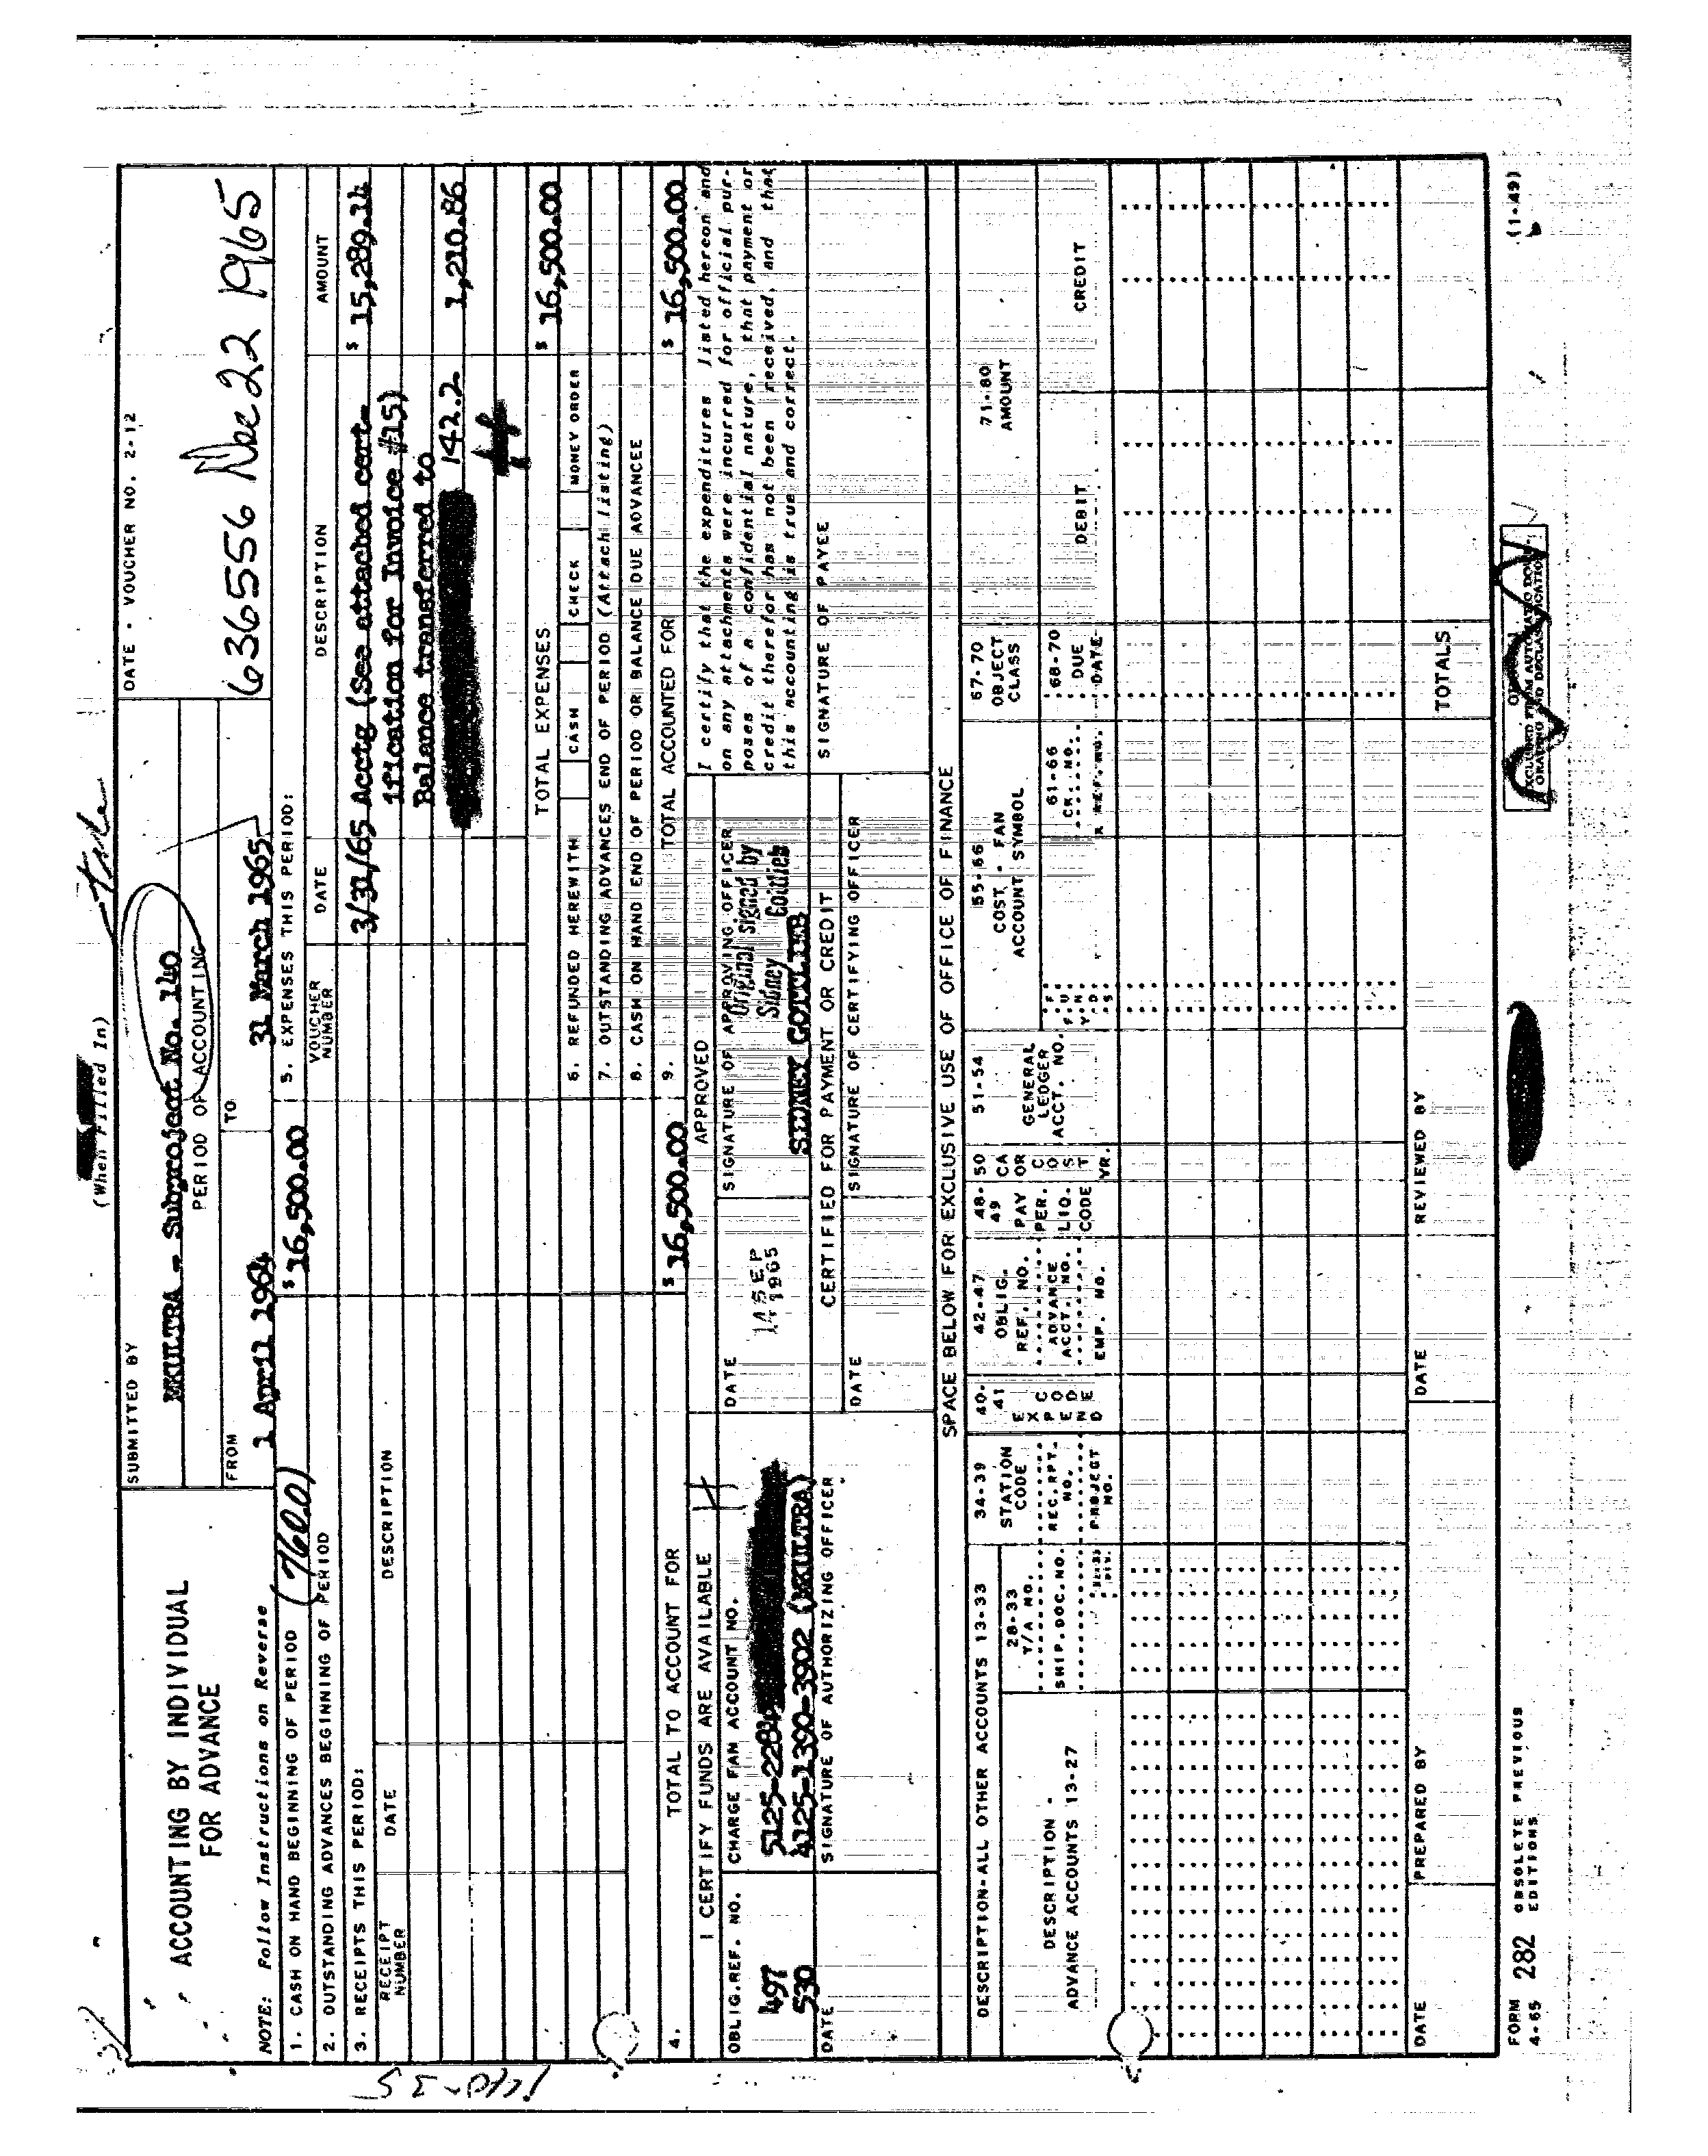 (When Filled In)
ACCOUNTING BY INDIVIDUAL
FOR ADVANCE
SUBMITTED BY
MKULTRA - Subproject No. 140
PERIOD OF ACCOUNTING
FROM
1 April 1964
TO
31 March 1965
DATE - VOUCHER NO. 2-12
636556 Dec 22 1965
NOTE: Follow Instructions on Reverse
1. CASH ON HAND BEGINNING OF PERIOD (7600)
$ 16,500.00
2. OUTSTANDING ADVANCES BEGINNING OF PERIOD
3. RECEIPTS THIS PERIOD:
RECEIPT NUMBER
DATE
DESCRIPTION
5. EXPENSES THIS PERIOD:
VOUCHER NUMBER
DATE
DESCRIPTION
AMOUNT
3/31/65 Acctg (See attached cert-
ification for Invoice #15)
$ 15,289.14
Balance transferred to
142.2
1,210.86
TOTAL EXPENSES
$ 16,500.00
6. REFUNDED HEREWITH
CASH
CHECK
MONEY ORDER
7. OUTSTANDING ADVANCES END OF PERIOD (Attach listing)
8. CASH ON HAND END OF PERIOD OR BALANCE DUE ADVANCEE
4. TOTAL TO ACCOUNT FOR
$ 16,500.00
9. TOTAL ACCOUNTED FOR
$ 16,500.00
I CERTIFY FUNDS ARE AVAILABLE
OBLIG.REF. NO.
497
530
CHARGE FAN ACCOUNT NO.
4125-1390-3902 (MKULTRA)
DATE
SIGNATURE OF AUTHORIZING OFFICER
APPROVED
DATE
14 SEP 1965
SIGNATURE OF APPROVING OFFICER
Original Signed by
Sidney Gottlieb
SIDNEY GOTTLIEB
CERTIFIED FOR PAYMENT OR CREDIT
DATE
SIGNATURE OF CERTIFYING OFFICER
I certify that the expenditures listed hereon and
on any attachments were incurred for official pur-
poses of a confidential nature, that payment or
credit therefor has not been received, and that
this accounting is true and correct.
SIGNATURE OF PAYEE
SPACE BELOW FOR EXCLUSIVE USE OF OFFICE OF FINANCE
DESCRIPTION-ALL OTHER ACCOUNTS 13-33
DESCRIPTION -
ADVANCE ACCOUNTS 13-27
28-33
T/A NO.
SHIP.DOC.NO.
34-39
STATION
CODE
REC.RPT.
NO.
PROJECT
NO.
40-
41
EXPEND
CODE
42-47
OBLIG.
REF. NO.
ADVANCE
ACCT. NO.
EMP. NO.
48-
49
PAY
PER.
LIQ.
CODE
50
CA
OR
COST
YR.
51-54
GENERAL
LEDGER
ACCT. NO.
55-66
COST - FAN
ACCOUNT SYMBOL
61-66
CK. NO.
67-70
OBJECT
CLASS
68-70
DUE
DATE
71-80
AMOUNT
DEBIT
CREDIT
TOTALS
DATE
PREPARED BY
DATE
REVIEWED BY
FORM 4-65 282 OBSOLETE PREVIOUS EDITIONS
(1-49)
140-35